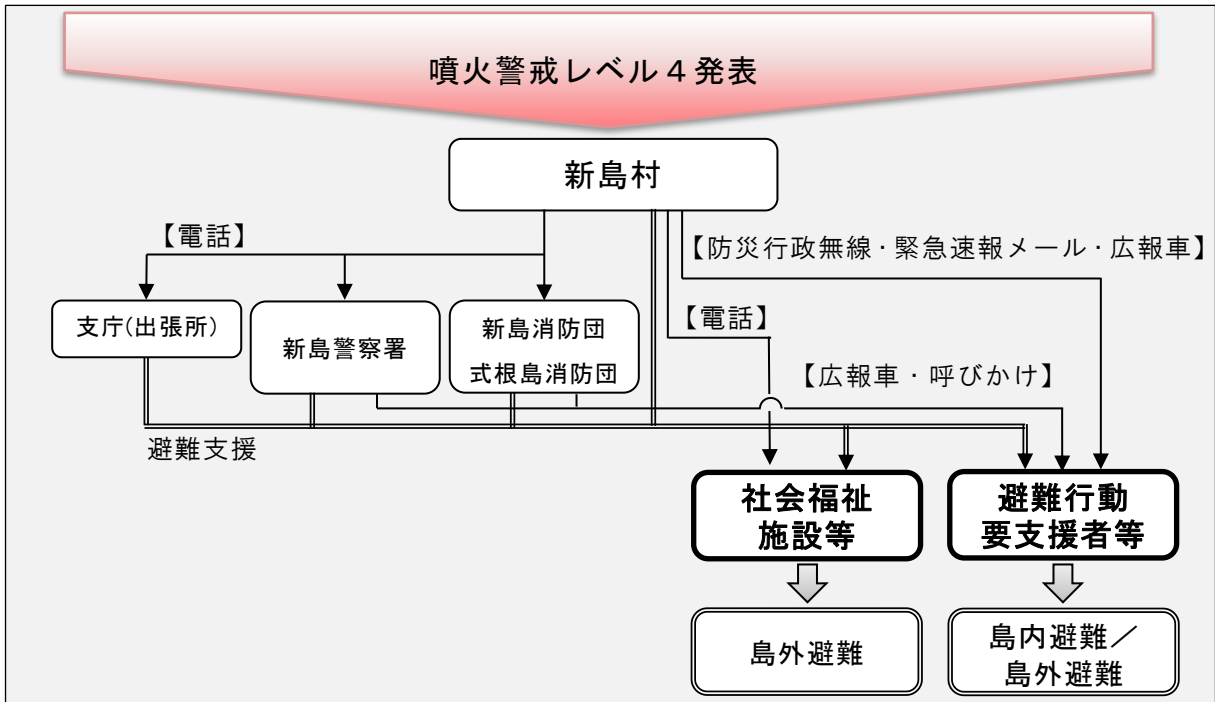 噴火警戒レベル４発表
新島村
【電話】
【防災行政無線・緊急速報メール・広報車】
支庁(出張所)
新島警察署
新島消防団
式根島消防団
【電話】
【広報車・呼びかけ】
避難支援
社会福祉
施設等
避難行動
要支援者等
島外避難
島内避難／
島外避難